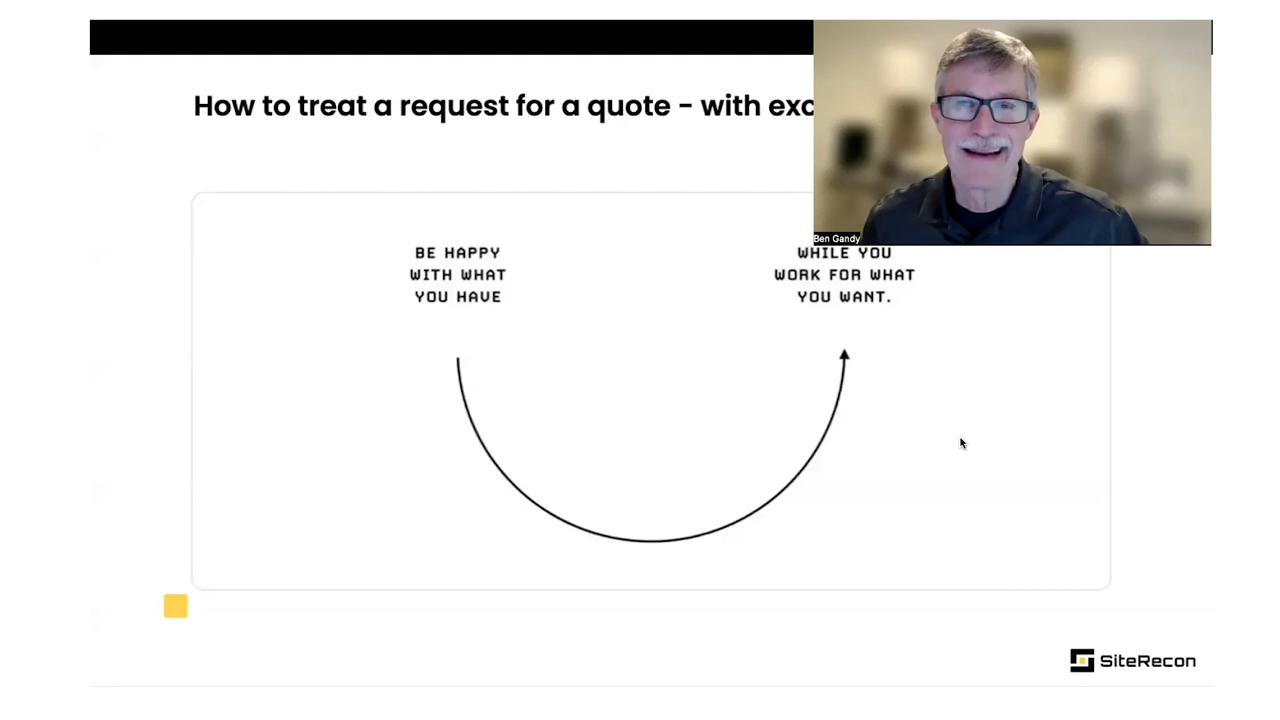 How to treat a request for a quote - with
Ben Gandy
BE HAPPY
WITH WHAT
YOU HAVE
WHILE YOU
WORK FOR WHAT
YOU WANT.
SiteRecon